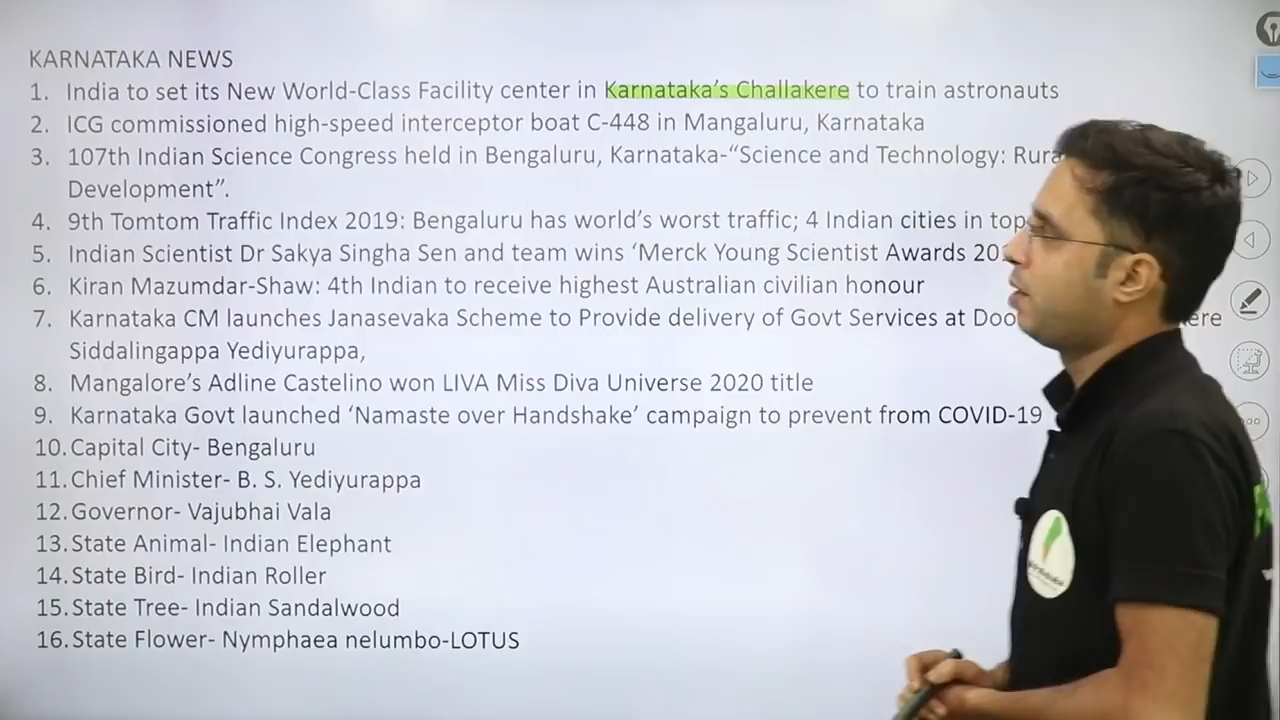 KARNATAKA NEWS
1. India to set its New World-Class Facility center in Karnataka's Challakere to train astronauts
2. ICG commissioned high-speed interceptor boat C-448 in Mangaluru, Karnataka
3. 107th Indian Science Congress held in Bengaluru, Karnataka-“Science and Technology: Rura
Development”.
4. 9th Tomtom Traffic Index 2019: Bengaluru has world's worst traffic; 4 Indian cities in top
5. Indian Scientist Dr Sakya Singha Sen and team wins ‘Merck Young Scientist Awards 20
6. Kiran Mazumdar-Shaw: 4th Indian to receive highest Australian civilian honour
7. Karnataka CM launches Janasevaka Scheme to Provide delivery of Govt Services at Doo ere
Siddalingappa Yediyurappa,
8. Mangalore's Adline Castelino won LIVA Miss Diva Universe 2020 title
9. Karnataka Govt launched ‘Namaste over Handshake’ campaign to prevent from COVID-19
10. Capital City- Bengaluru
11. Chief Minister- B. S. Yediyurappa
12. Governor- Vajubhai Vala
13. State Animal- Indian Elephant
14. State Bird- Indian Roller
15. State Tree- Indian Sandalwood
16. State Flower- Nymphaea nelumbo-LOTUS